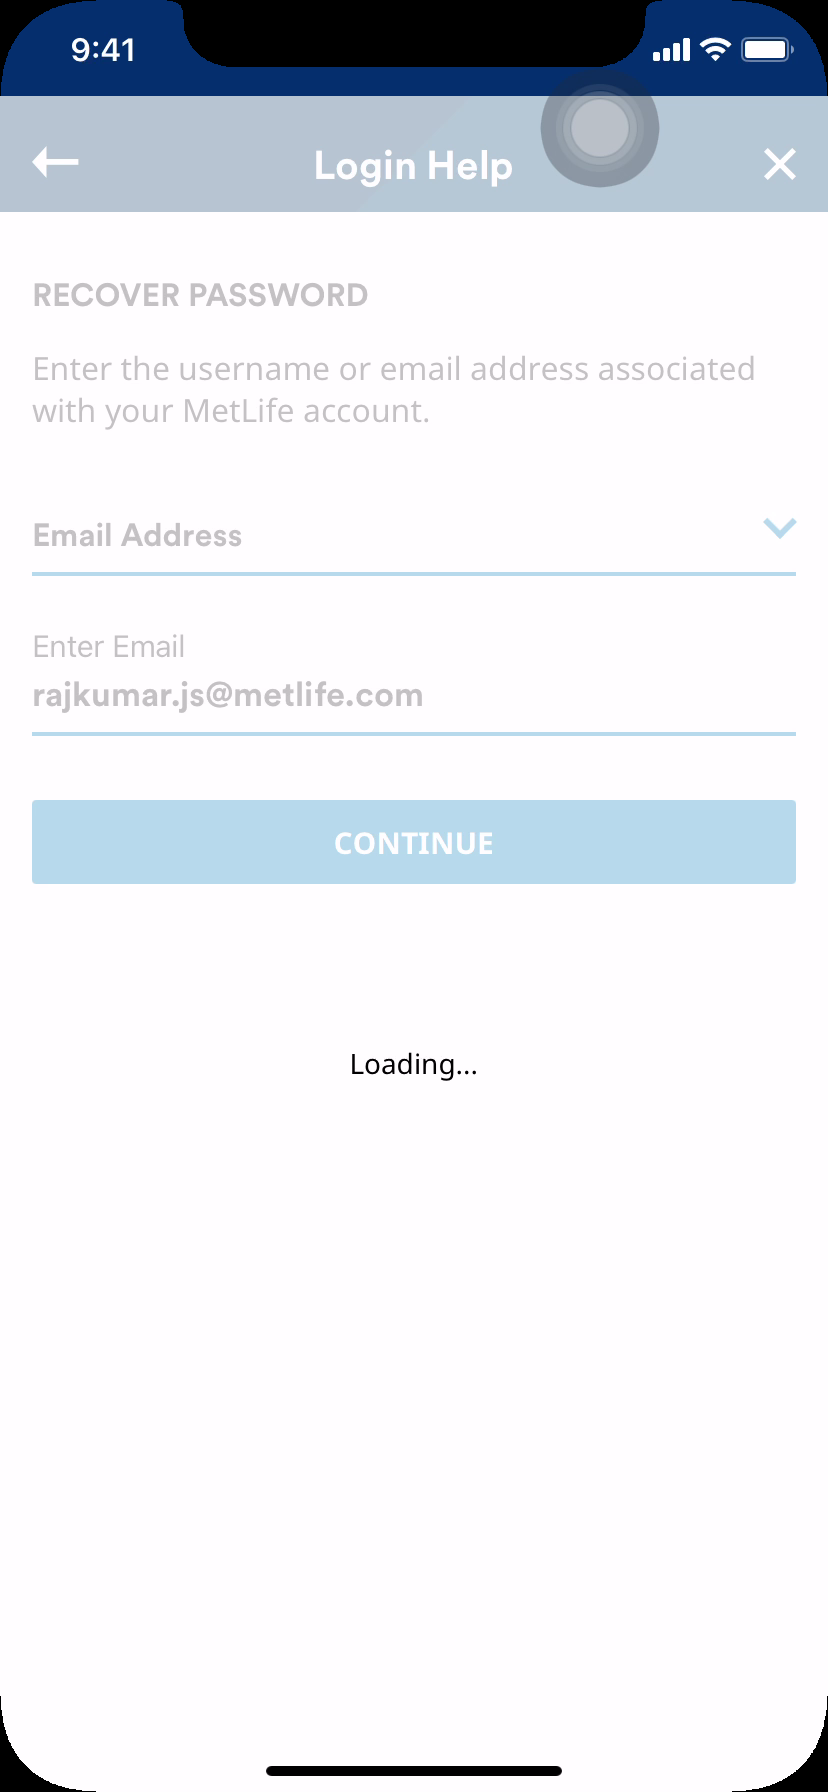 9:41
Login Help
RECOVER PASSWORD
Enter the username or email address associated
with your MetLife account.
Email Address
Enter Email
rajkumar.js@metlife.com
CONTINUE
Loading...